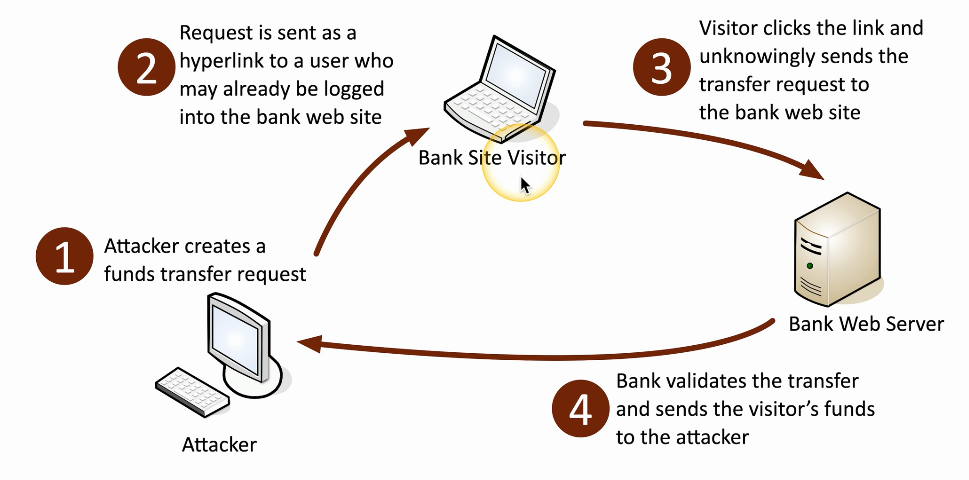 1
Attacker creates a
funds transfer request
Attacker
2
Request is sent as a
hyperlink to a user who
may already be logged
into the bank web site
Bank Site Visitor
3
Visitor clicks the link and
unknowingly sends the
transfer request to
the bank web site
Bank Web Server
4
Bank validates the transfer
and sends the visitor's funds
to the attacker